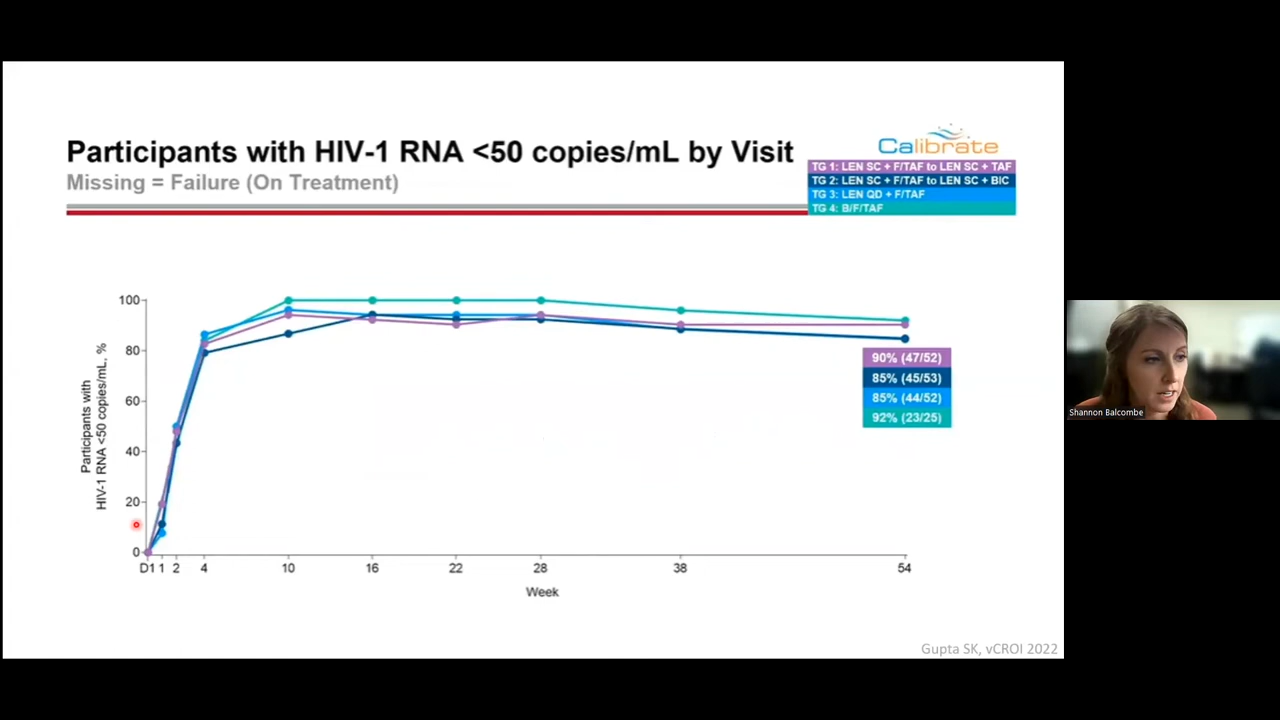 Participants with HIV-1 RNA <50 copies/mL by Visit
Missing = Failure (On Treatment)
Calibrate
TG 1: LEN SC + F/TAF to LEN SC + TAF
TG 2: LEN SC + F/TAF to LEN SC + BIC
TG 3: LEN QD + F/TAF
TG 4: B/F/TAF
Participants with
HIV-1 RNA <50 copies/mL, %
100
80
60
40
20
0
D1 1 2 4 10 16 22 28 38 54
Week
90% (47/52)
85% (45/53)
85% (44/52)
92% (23/25)
Gupta SK, vCROI 2022
Shannon Balcombe